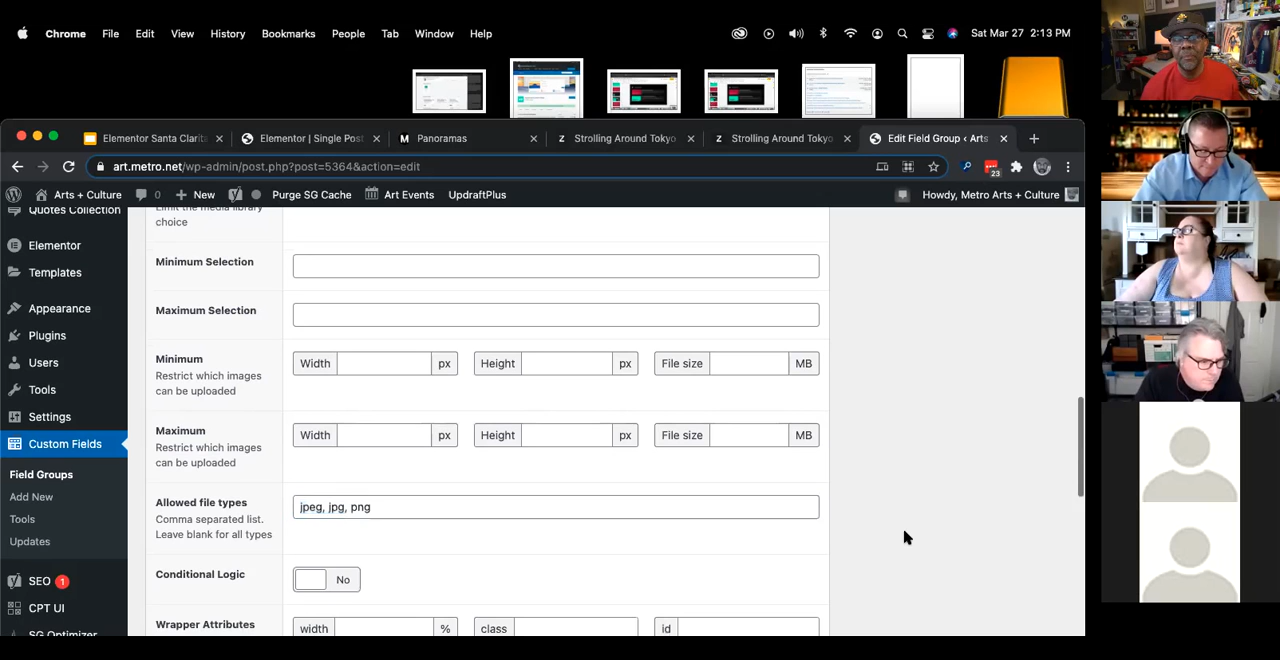 Chrome File Edit View History Bookmarks People Tab Window Help Sat Mar 27 2:13 PM
Elementor Santa Clarit Elementor | Single Post Panoramas Strolling Around Tokyo Strolling Around Tokyo Edit Field Group ‹ Arts
art.metro.net/wp-admin/post.php?post=5364&action=edit 23
Arts + Culture 0 New Purge SG Cache Art Events UpdraftPlus Howdy, Metro Arts + Culture
Quotes Collection
Elementor
Templates
Appearance
Plugins
Users
Tools
Settings
Custom Fields
Field Groups
Add New
Tools
Updates
SEO 1
CPT UI
SG Optimizer
Limit the media library
choice
Minimum Selection
Maximum Selection
Minimum Width px Height px File size MB
Restrict which images
can be uploaded
Maximum Width px Height px File size MB
Restrict which images
can be uploaded
Allowed file types jpeg, jpg, png
Comma separated list.
Leave blank for all types
Conditional Logic No
Wrapper Attributes width % class id